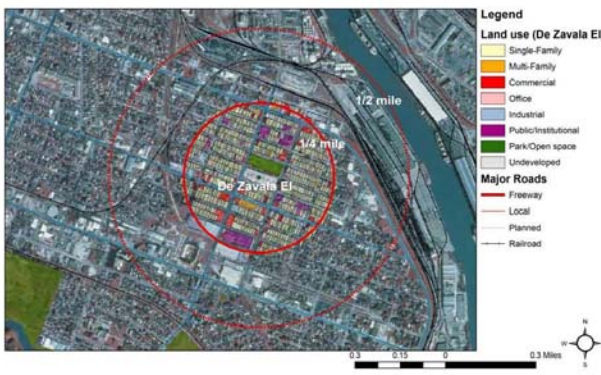 Legend
Land use (De Zavala El
Single-Family
Multi-Family
Commercial
Office
Industrial
Public/Institutional
Park/Open space
Undeveloped
Major Roads
Freeway
Local
Planned
Railroad
1/2 mile
1/4 mile
De Zavala El
N
W
E
S
0.3 0.15 0 0.3 Miles